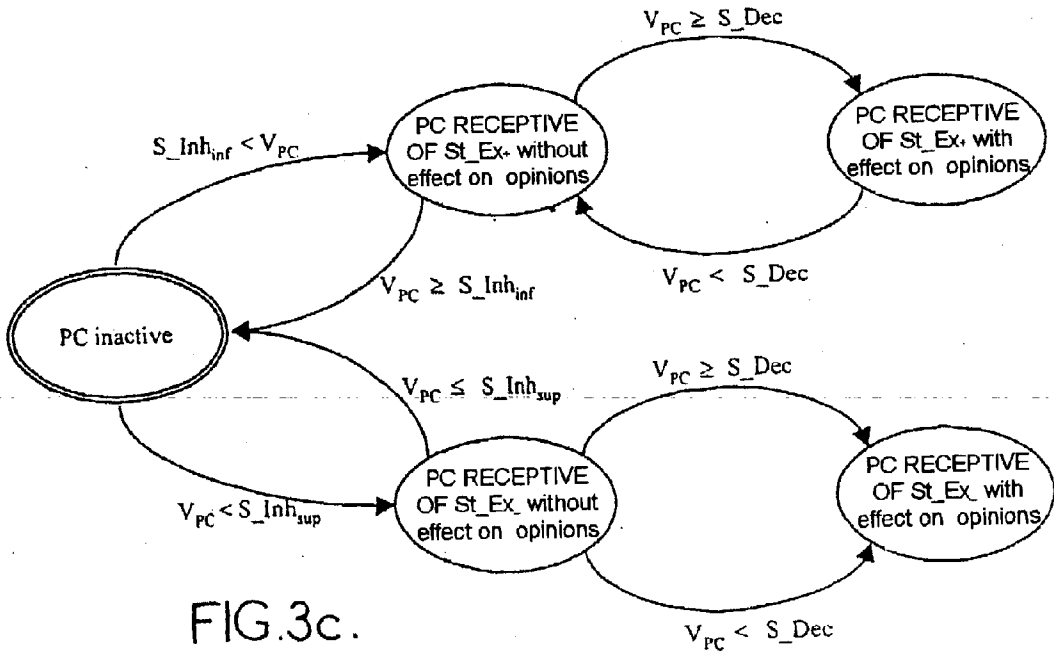 V_PC ≥ S_Dec
PC RECEPTIVE
OF St_Ex+ without
effect on opinions
PC RECEPTIVE
OF St_Ex+ with
effect on opinions
S_Inh_inf < V_PC
V_PC < S_Dec
V_PC ≥ S_Inh_inf
PC inactive
V_PC ≤ S_Inh_sup
V_PC ≥ S_Dec
PC RECEPTIVE
OF St_Ex_ without
effect on opinions
PC RECEPTIVE
OF St_Ex_ with
effect on opinions
V_PC < S_Inh_sup
V_PC < S_Dec
FIG.3c.